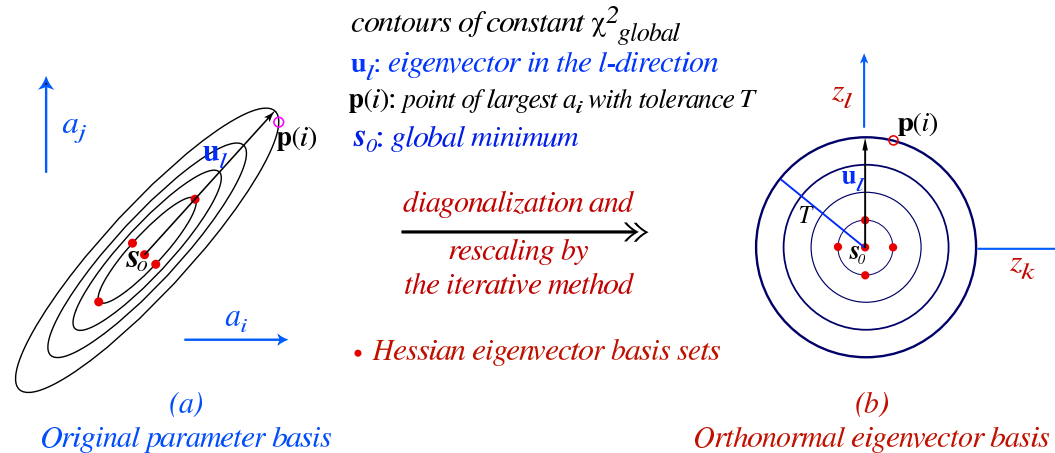 contours of constant χ²global
uₗ: eigenvector in the l-direction
p(i): point of largest aᵢ with tolerance T
s₀: global minimum
aⱼ
uₗ
p(i)
s₀
aᵢ
diagonalization and
rescaling by
the iterative method
• Hessian eigenvector basis sets
zₗ
p(i)
uₗ
T
s₀
zₖ
(a)
Original parameter basis
(b)
Orthonormal eigenvector basis